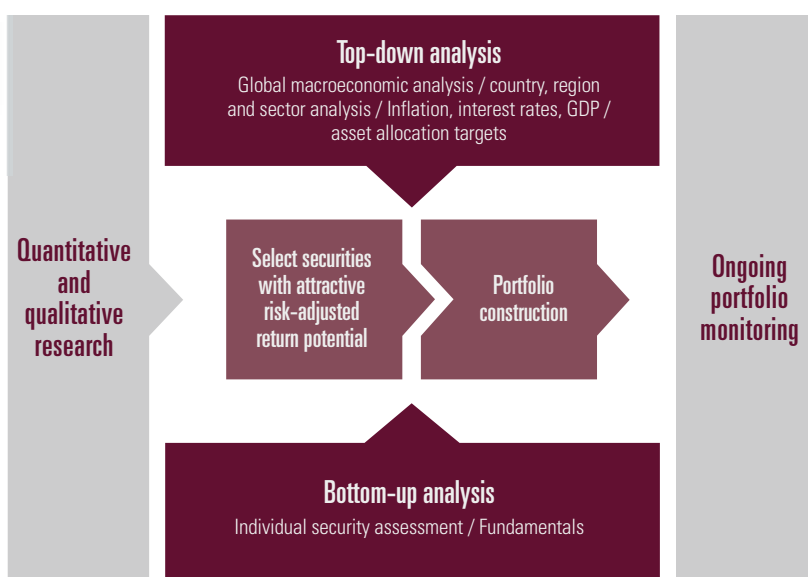 Top-down analysis
Global macroeconomic analysis / country, region
and sector analysis / Inflation, interest rates, GDP /
asset allocation targets
Quantitative
and
qualitative
research
Select securities
with attractive
risk-adjusted
return potential
Portfolio
construction
Ongoing
portfolio
monitoring
Bottom-up analysis
Individual security assessment / Fundamentals